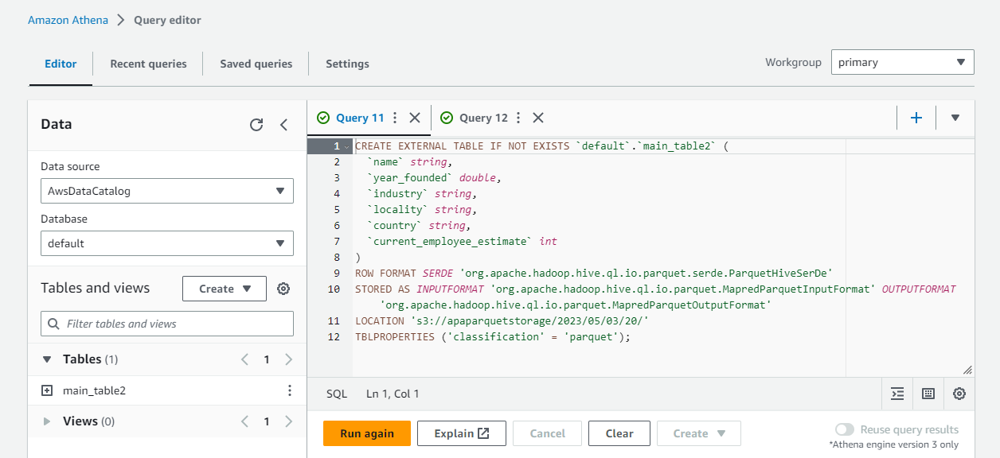 Amazon Athena > Query editor
Editor Recent queries Saved queries Settings
Workgroup primary
Data
Data source
AwsDataCatalog
Database
default
Tables and views Create
Filter tables and views
Tables (1) 1
main_table2
Views (0) 1
Query 11 Query 12
1 CREATE EXTERNAL TABLE IF NOT EXISTS `default`.`main_table2` (
2 `name` string,
3 `year_founded` double,
4 `industry` string,
5 `locality` string,
6 `country` string,
7 `current_employee_estimate` int
8 )
9 ROW FORMAT SERDE 'org.apache.hadoop.hive.ql.io.parquet.serde.ParquetHiveSerDe'
10 STORED AS INPUTFORMAT 'org.apache.hadoop.hive.ql.io.parquet.MapredParquetInputFormat' OUTPUTFORMAT
'org.apache.hadoop.hive.ql.io.parquet.MapredParquetOutputFormat'
11 LOCATION 's3://apaparquetstorage/2023/05/03/20/'
12 TBLPROPERTIES ('classification' = 'parquet');
SQL Ln 1, Col 1
Run again Explain Cancel Clear Create
Reuse query results
*Athena engine version 3 only